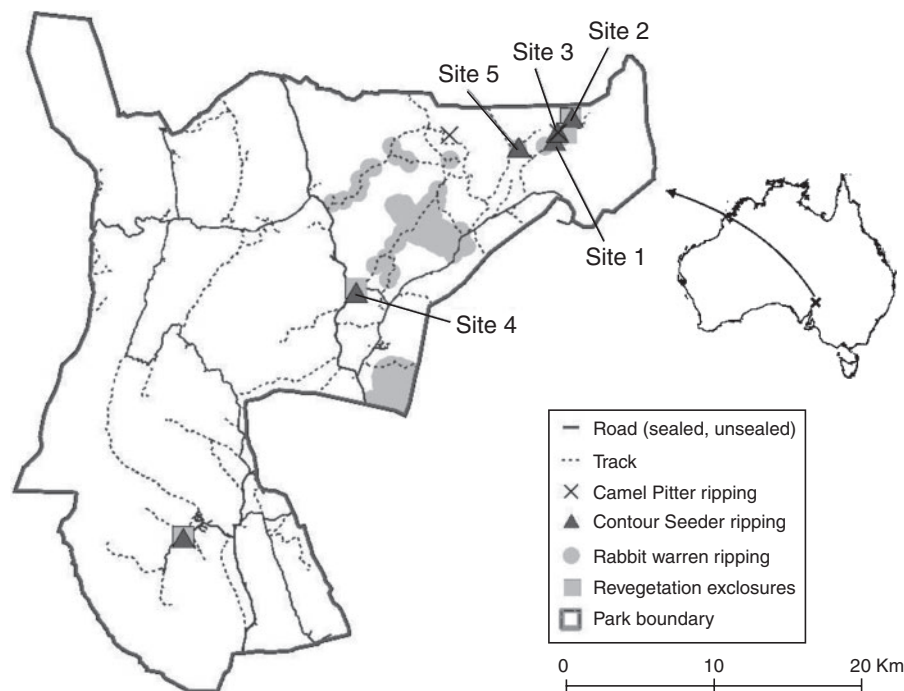 Site 2
Site 3
Site 5
Site 1
Site 4
Road (sealed, unsealed)
Track
Camel Pitter ripping
Contour Seeder ripping
Rabbit warren ripping
Revegetation exclosures
Park boundary
0 10 20 Km